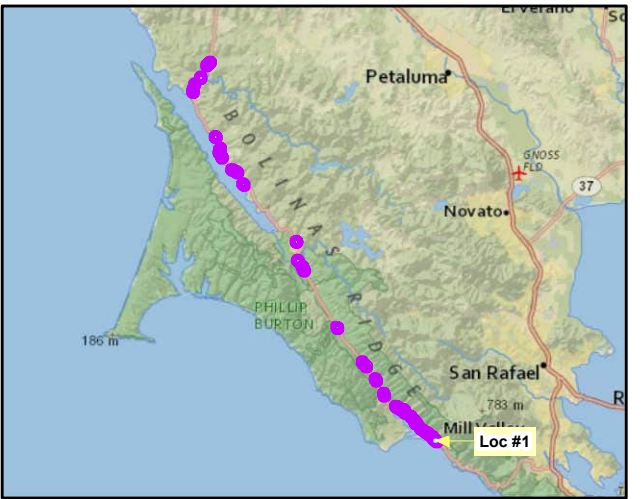 El Verano
Petaluma
GNOSS
FLD
37
BOLINAS RIDGE
Novato
PHILLIP
BURTON
186 m
San Rafael
783 m
Mill Valley
Loc #1